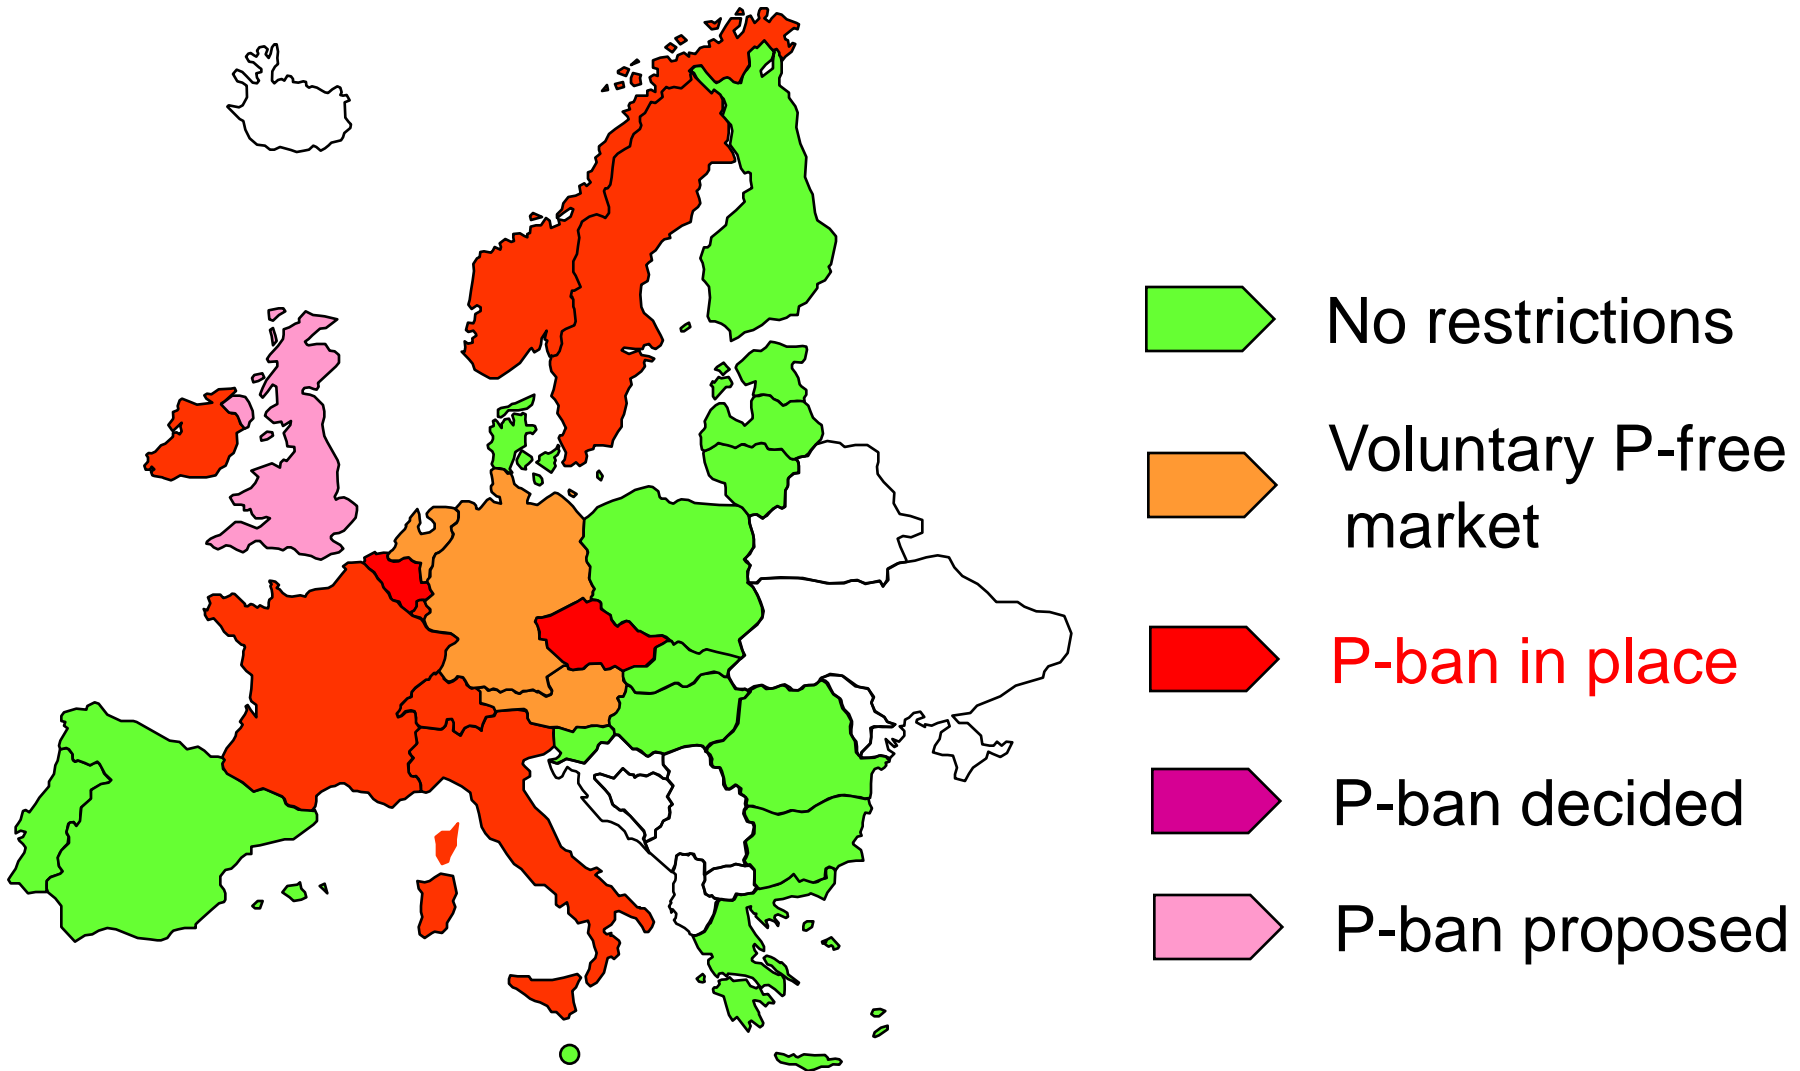 No restrictions
Voluntary P-free
market
P-ban in place
P-ban decided
P-ban proposed